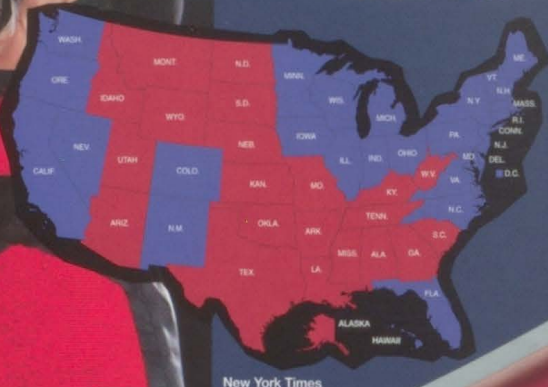 WASH.
MONT.
N.D.
MINN.
ME.
ORE.
IDAHO
S.D.
WIS.
MICH.
VT.
N.H.
N.Y.
MASS.
R.I.
CONN.
WYO.
NEB.
IOWA
PA.
N.J.
NEV.
UTAH
COLO.
ILL.
IND.
OHIO
MD.
DEL.
D.C.
CALIF.
KAN.
MO.
KY.
W.V.
VA.
ARIZ.
N.M.
OKLA.
ARK.
TENN.
N.C.
S.C.
TEX.
LA.
MISS.
ALA.
GA.
FLA.
ALASKA
HAWAII
New York Times